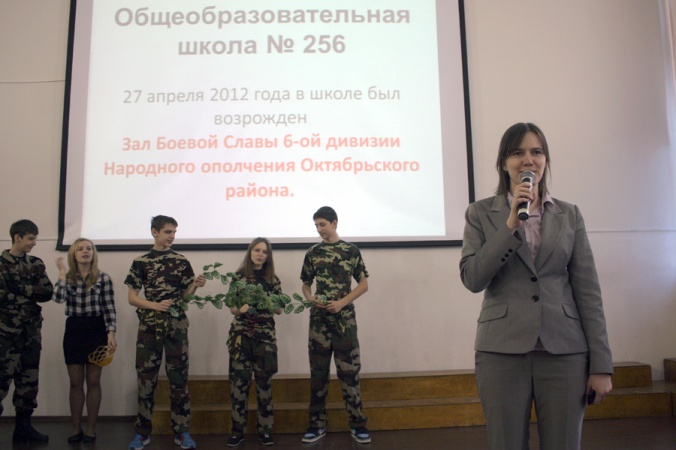 Общеобразовательная
школа № 256
27 апреля 2012 года в школе был
возрожден
Зал Боевой Славы 6-ой дивизии
Народного ополчения Октябрьского
района.